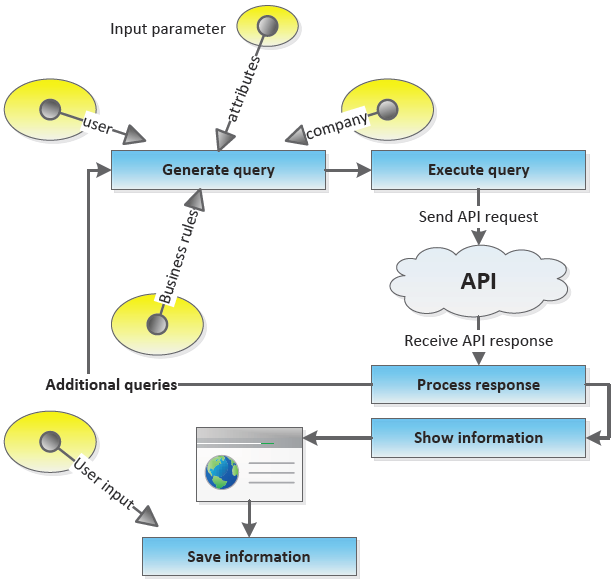 Input parameter
attributes
user
company
Generate query
Execute query
Send API request
Business rules
API
Receive API response
Additional queries
Process response
Show information
User input
Save information